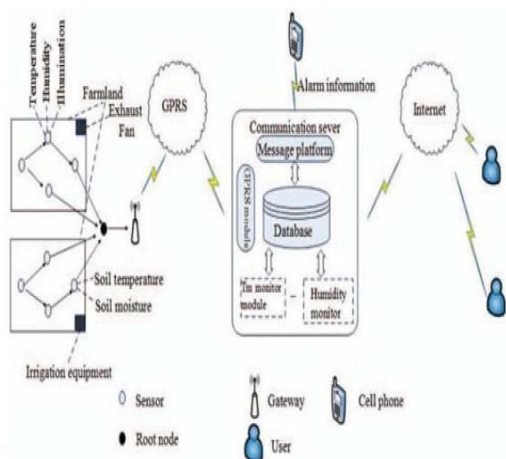 Temperature
Humidity
Illumination
Farmland
Exhaust
Fan
GPRS
Alarm information
Internet
Communication sever
Message platform
GPRS module
Database
Tm monitor
module
Humidity
monitor
Soil temperature
Soil moisture
Irrigation equipment
Sensor
Gateway
Cell phone
Root node
User